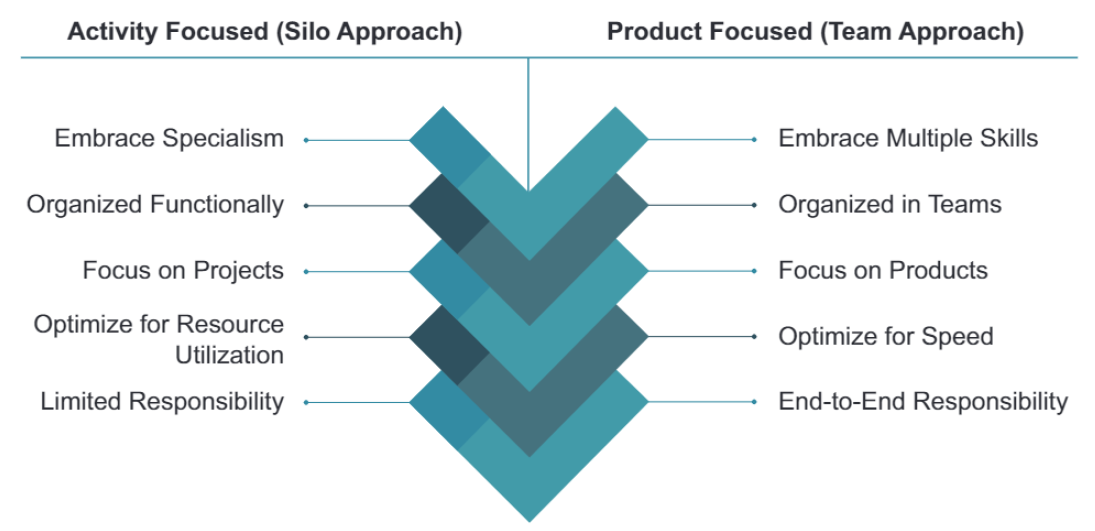 Activity Focused (Silo Approach)
Product Focused (Team Approach)
Embrace Specialism
Embrace Multiple Skills
Organized Functionally
Organized in Teams
Focus on Projects
Focus on Products
Optimize for Resource
Utilization
Optimize for Speed
Limited Responsibility
End-to-End Responsibility